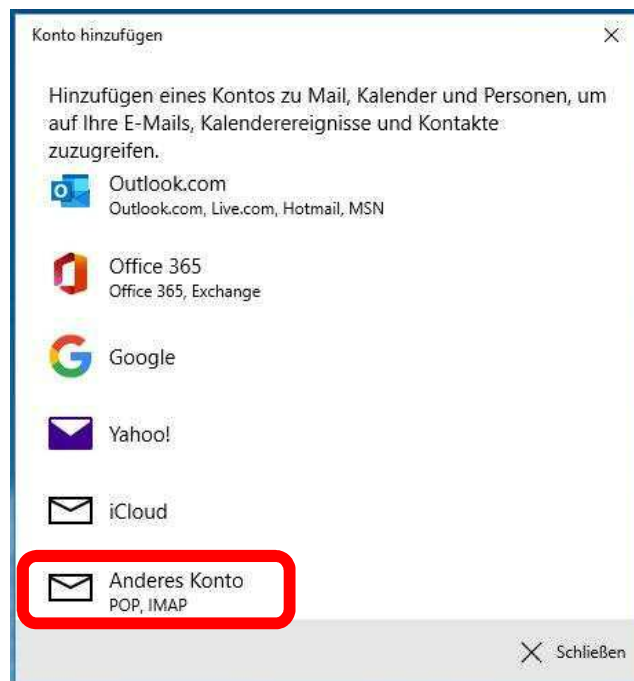 Konto hinzufügen
Hinzufügen eines Kontos zu Mail, Kalender und Personen, um
auf Ihre E-Mails, Kalenderereignisse und Kontakte
zuzugreifen.
Outlook.com
Outlook.com, Live.com, Hotmail, MSN
Office 365
Office 365, Exchange
Google
Yahoo!
iCloud
Anderes Konto
POP, IMAP
Schließen